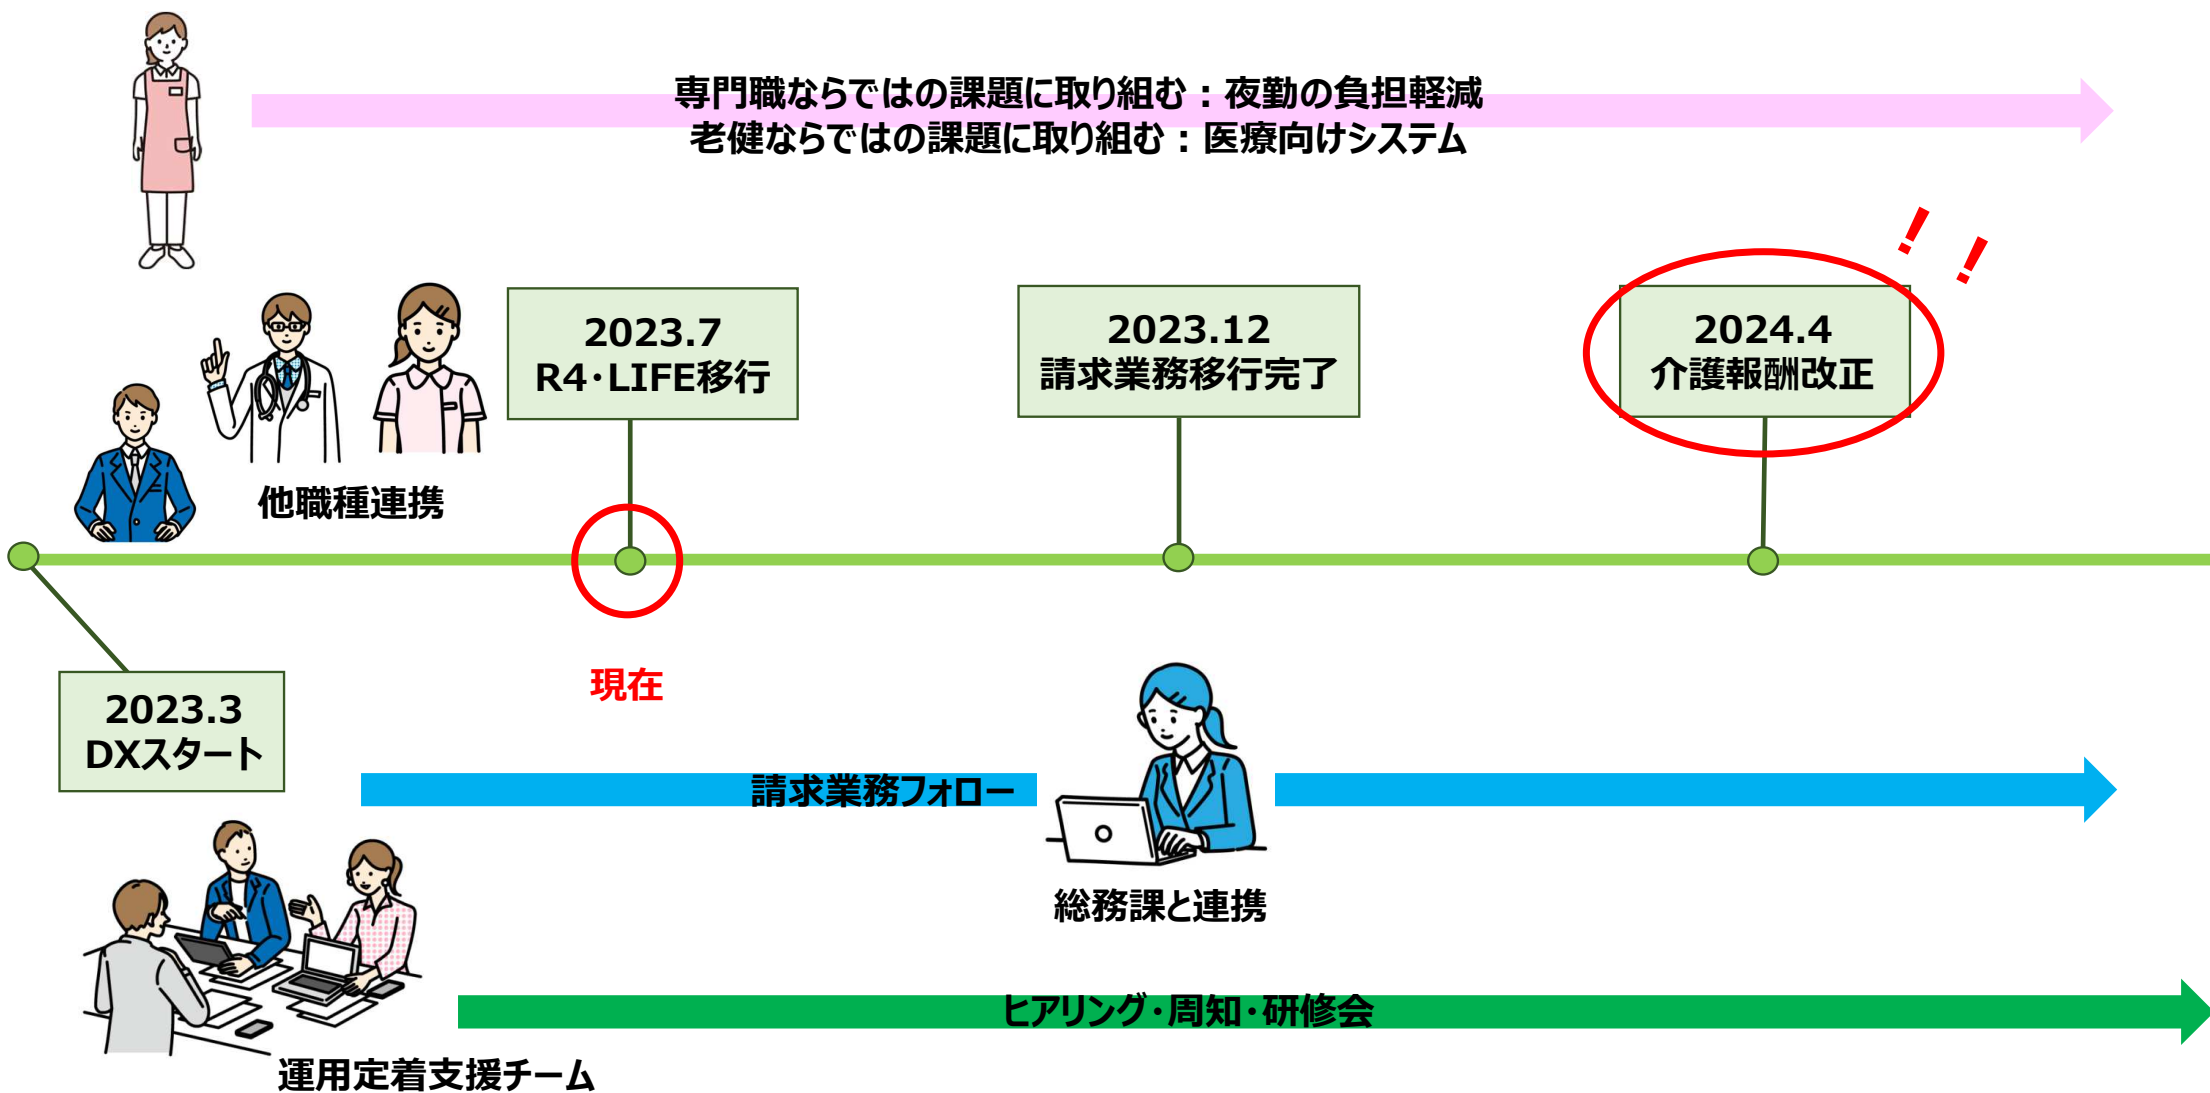 専門職ならではの課題に取り組む：夜勤の負担軽減
老健ならではの課題に取り組む：医療向けシステム
！！
2023.7
R4・LIFE移行
2023.12
請求業務移行完了
2024.4
介護報酬改正
他職種連携
現在
2023.3
DXスタート
請求業務フォロー
総務課と連携
ヒアリング・周知・研修会
運用定着支援チーム